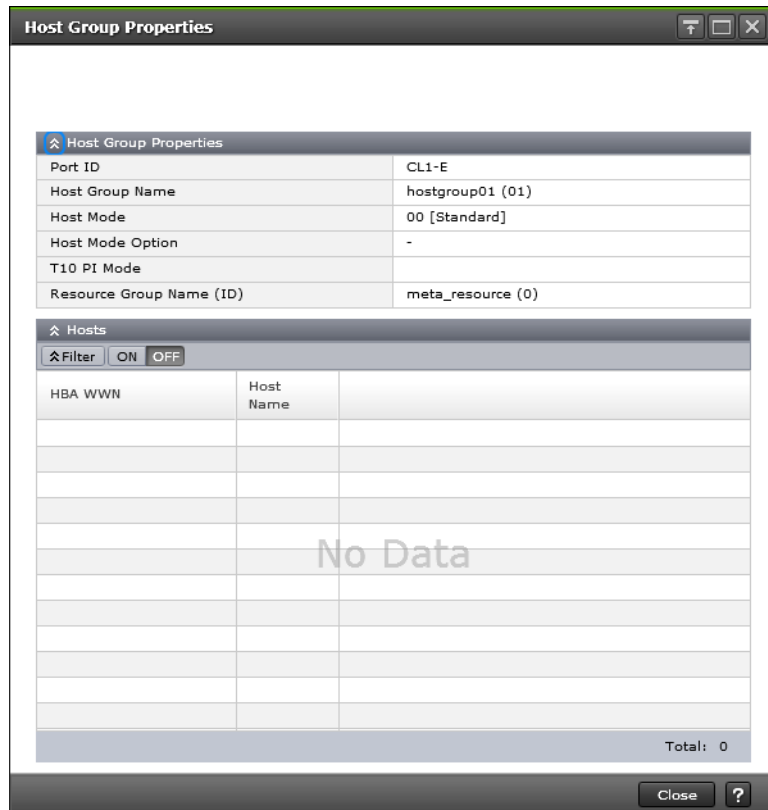 Host Group Properties
Host Group Properties
Port ID CL1-E
Host Group Name hostgroup01 (01)
Host Mode 00 [Standard]
Host Mode Option -
T10 PI Mode
Resource Group Name (ID) meta_resource (0)
Hosts
Filter ON OFF
HBA WWN Host Name
No Data
Total: 0
Close ?